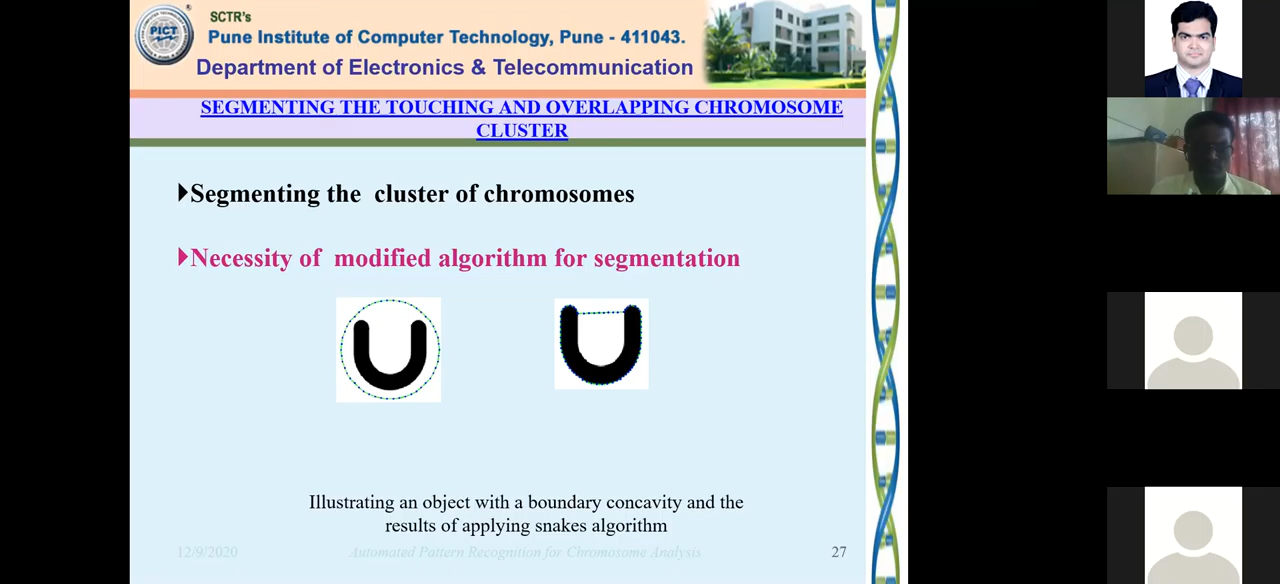 PICT
SCTR's
Pune Institute of Computer Technology, Pune - 411043.
Department of Electronics & Telecommunication
SEGMENTING THE TOUCHING AND OVERLAPPING CHROMOSOME
CLUSTER
Segmenting the cluster of chromosomes
Necessity of modified algorithm for segmentation
Illustrating an object with a boundary concavity and the
results of applying snakes algorithm
12/9/2020
Automated Pattern Recognition for Chromosome Analysis
27